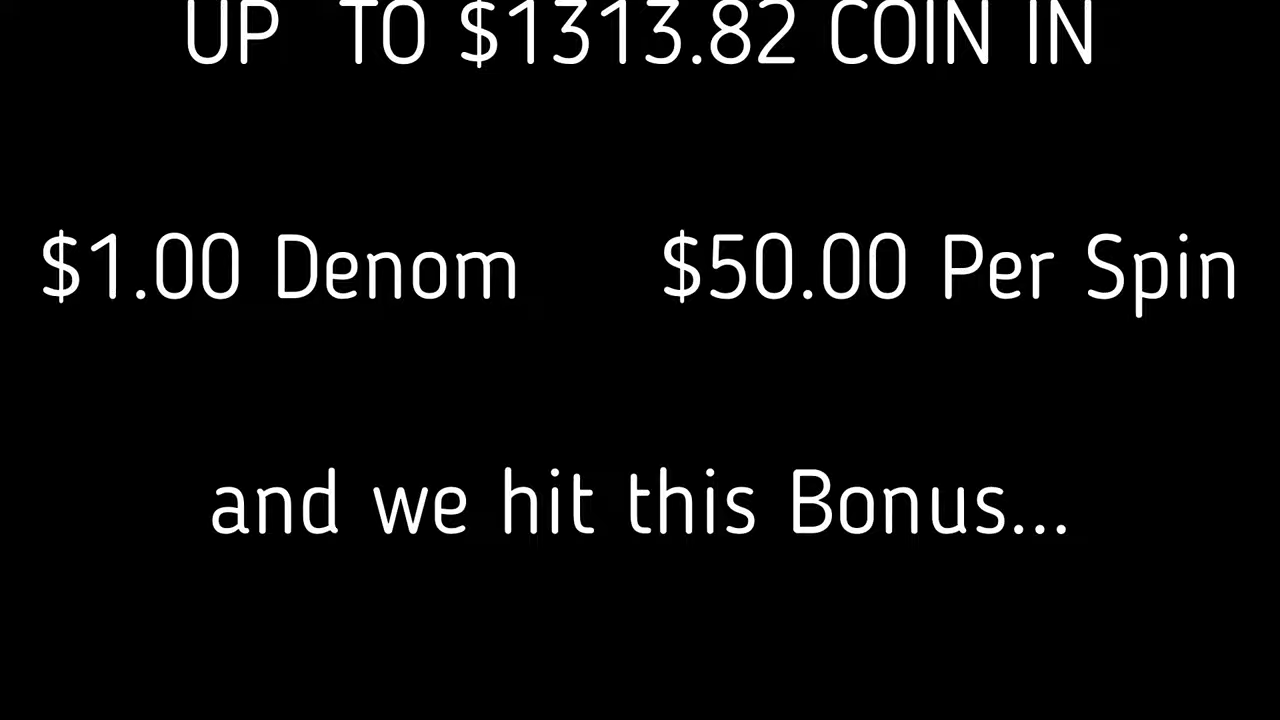 UP TO $1313.82 COIN IN
$1.00 Denom $50.00 Per Spin
and we hit this Bonus...